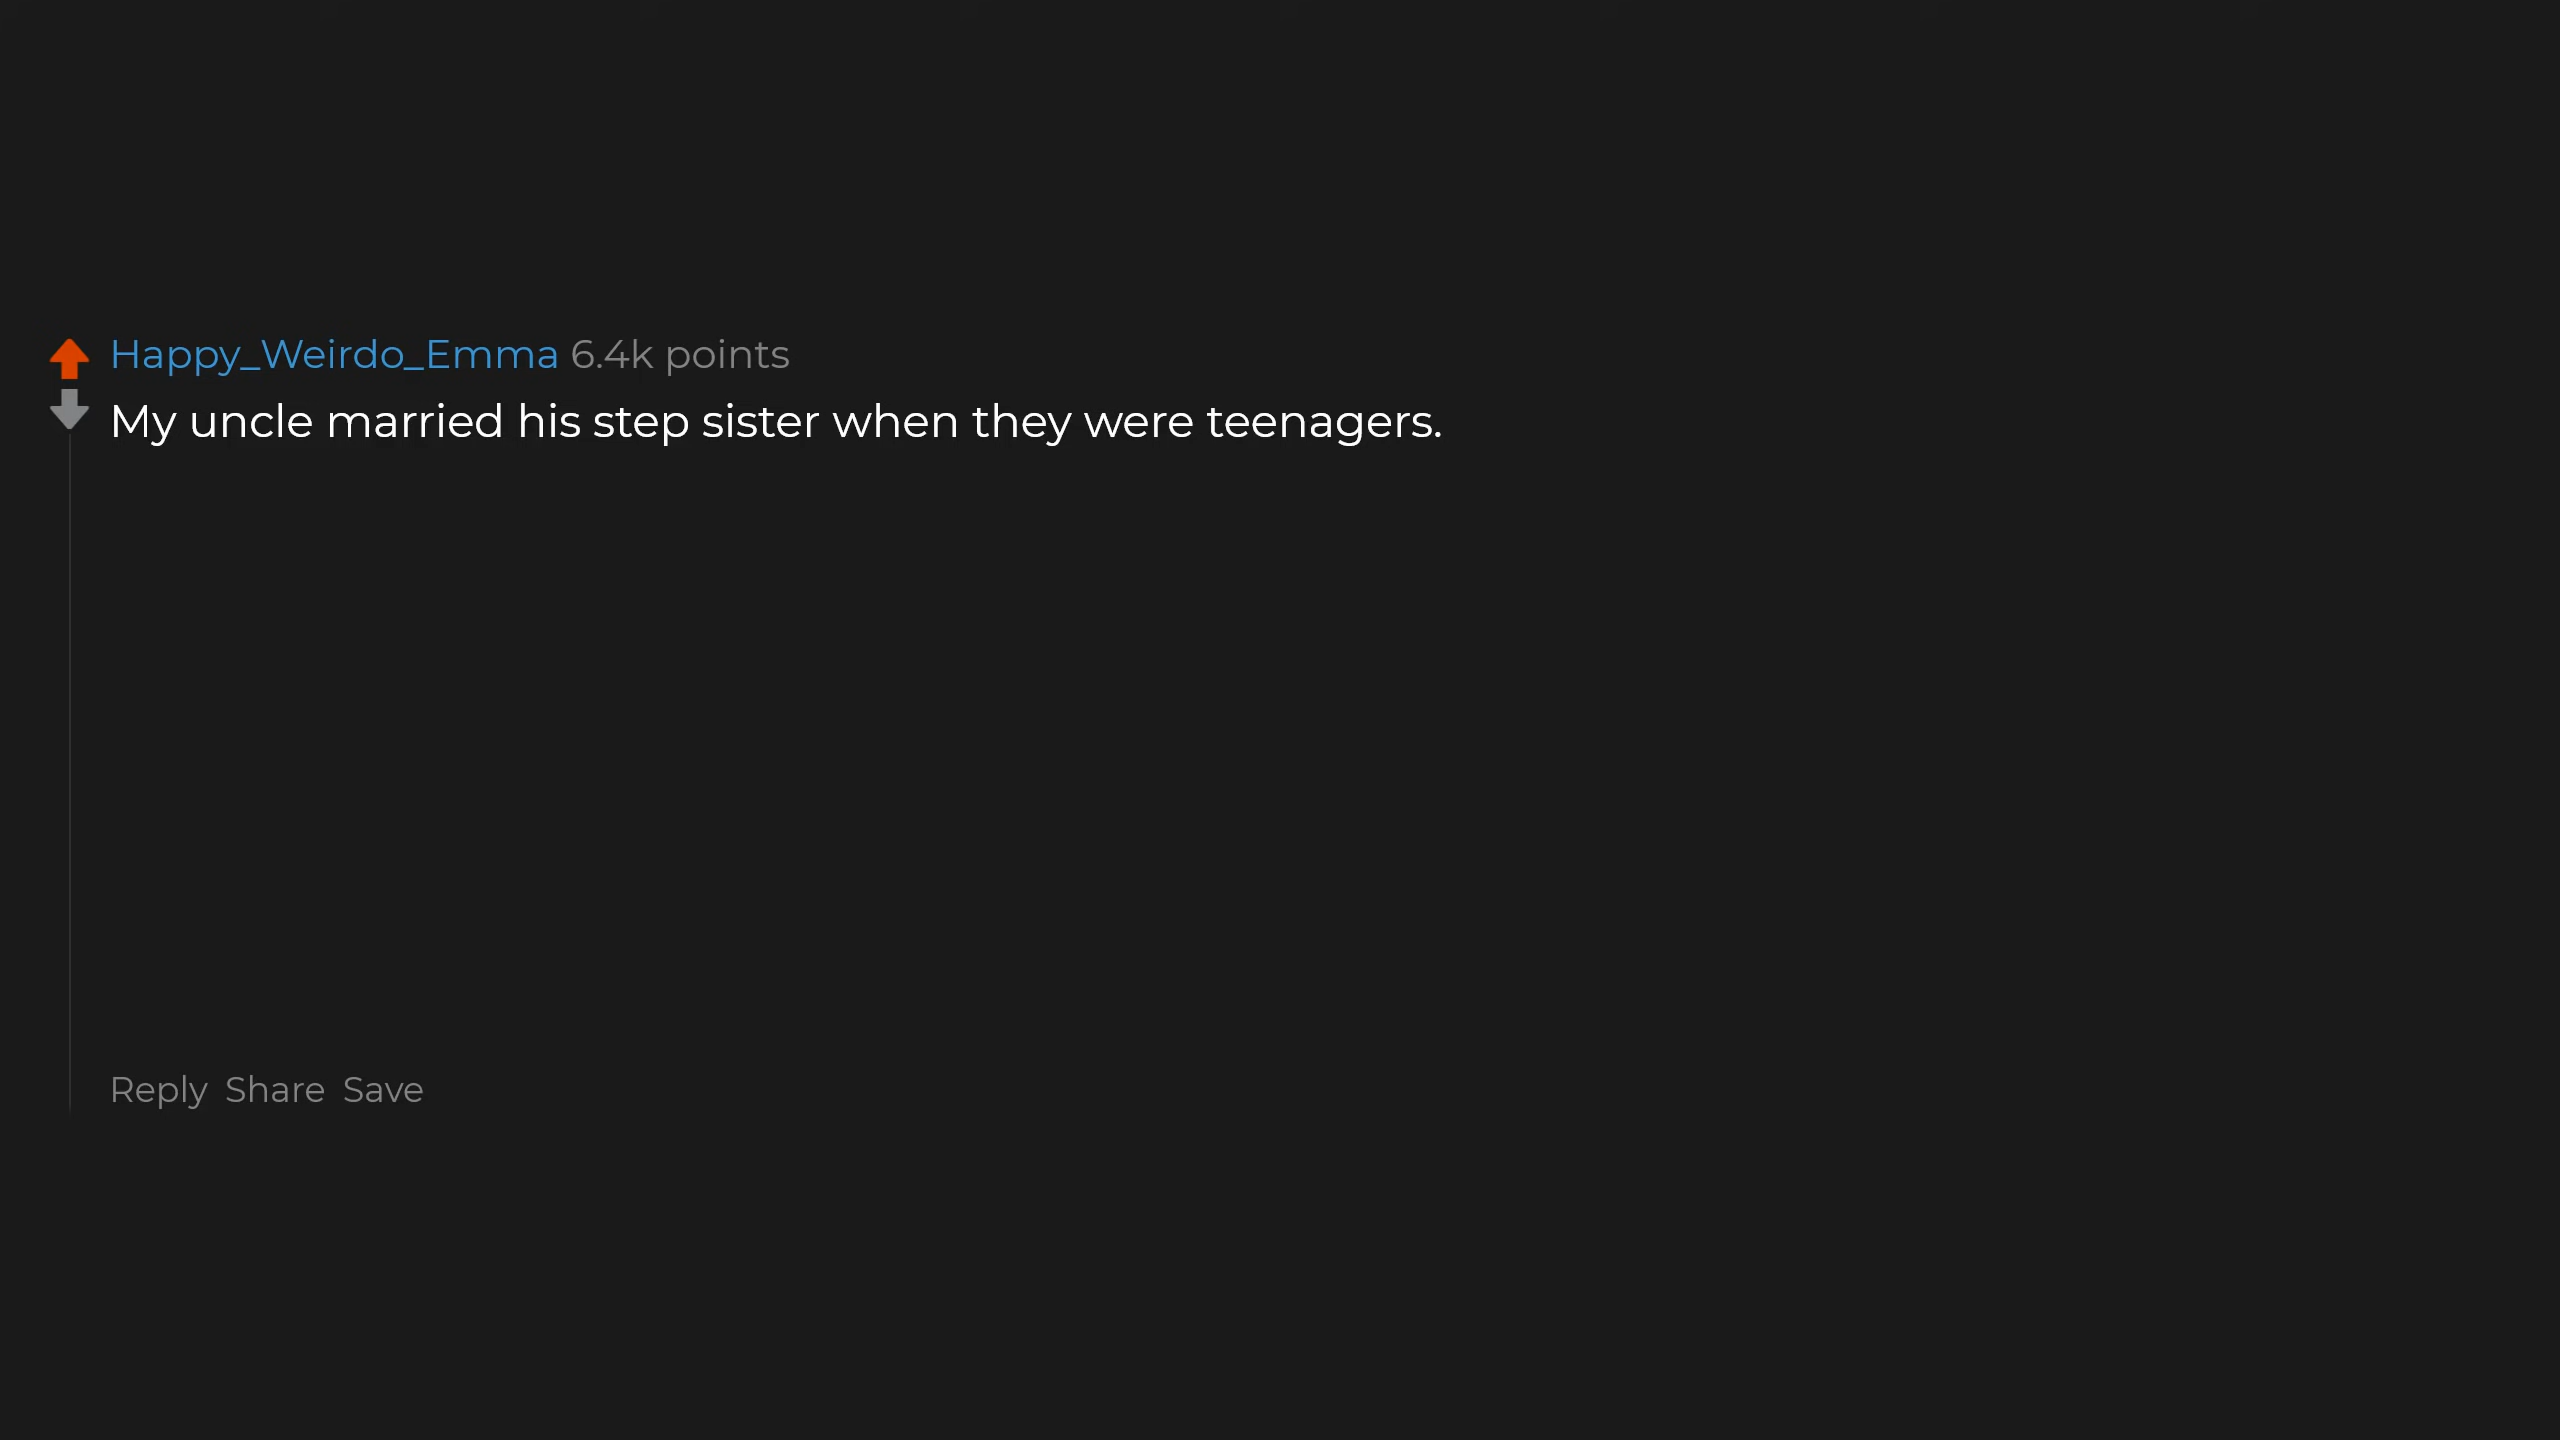 Happy_Weirdo_Emma 6.4k points
My uncle married his step sister when they were teenagers.
Reply Share Save